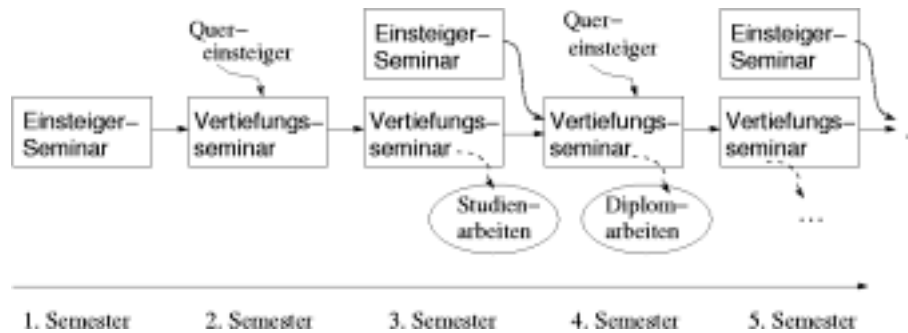 Quer-
einsteiger
Einsteiger-
Seminar
Quer-
einsteiger
Einsteiger-
Seminar
Einsteiger-
Seminar
Vertiefungs-
seminar
Vertiefungs-
seminar
Vertiefungs-
seminar
Vertiefungs-
seminar
Studien-
arbeiten
Diplom-
arbeiten
...
1. Semester
2. Semester
3. Semester
4. Semester
5. Semester